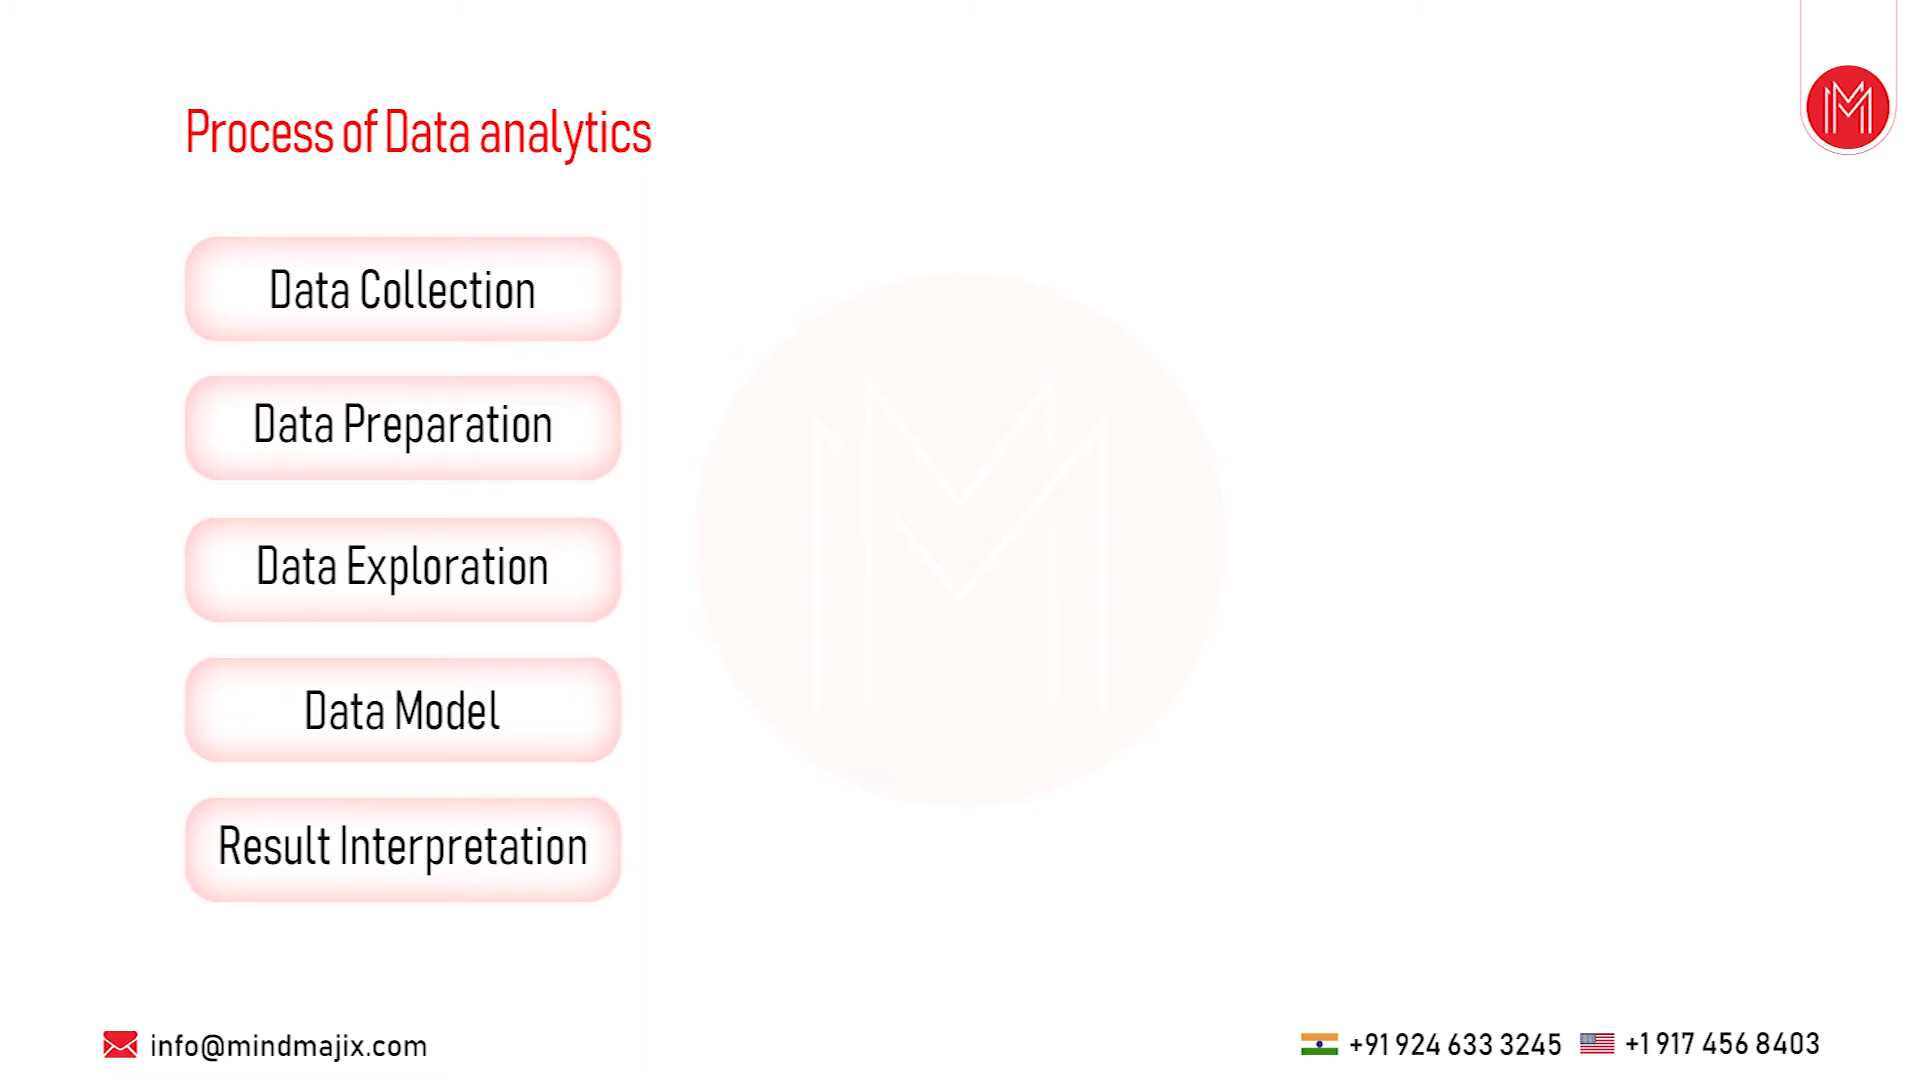 Process of Data analytics
Data Collection
Data Preparation
Data Exploration
Data Model
Result Interpretation
info@mindmajix.com
+91 924 633 3245
+1 917 456 8403